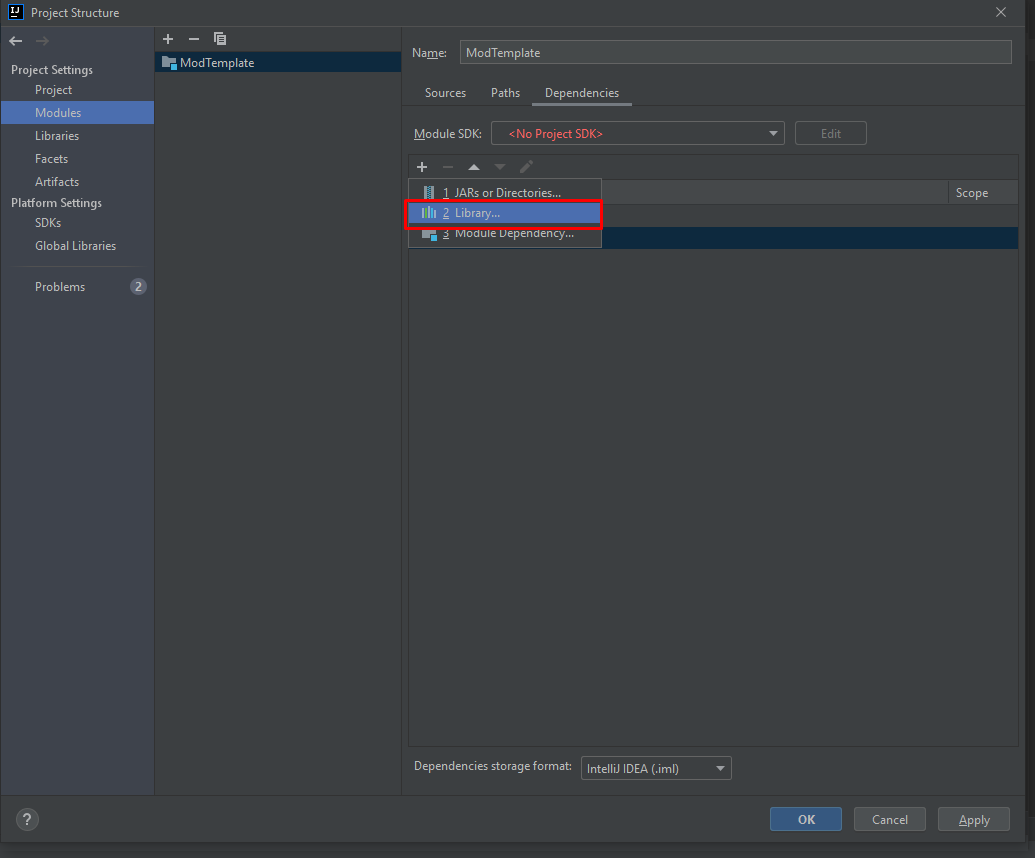 IJ Project Structure
Project Settings
Project
Modules
Libraries
Facets
Artifacts
Platform Settings
SDKs
Global Libraries
Problems 2
ModTemplate
Name: ModTemplate
Sources Paths Dependencies
Module SDK: <No Project SDK> Edit
Scope
1 JARs or Directories...
2 Library...
3 Module Dependency...
Dependencies storage format: IntelliJ IDEA (.iml)
? OK Cancel Apply